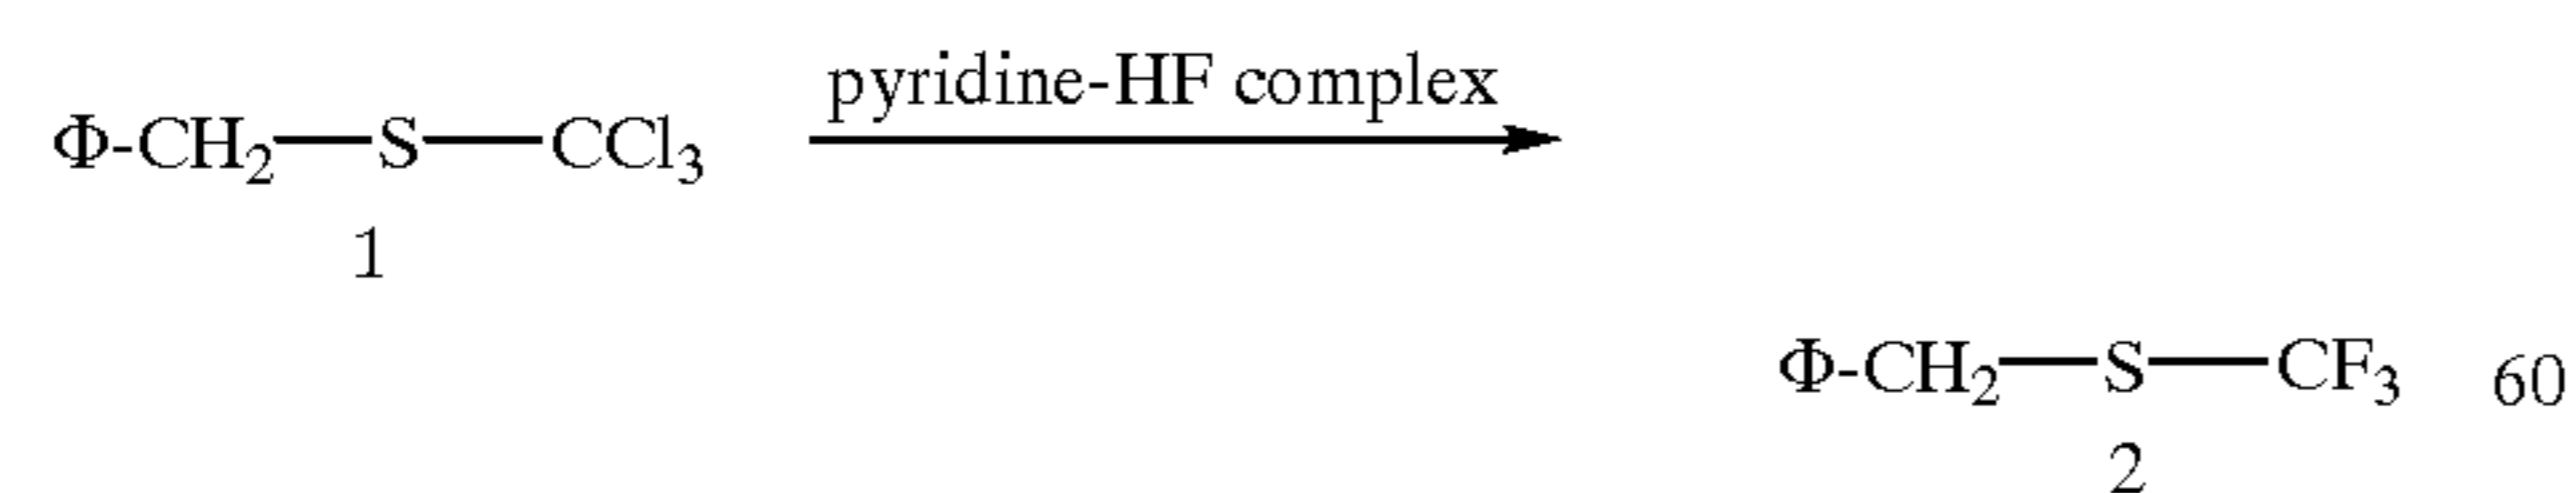 pyridine-HF complex
Φ-CH2—S—CCl3
1
Φ-CH2—S—CF3 60
2